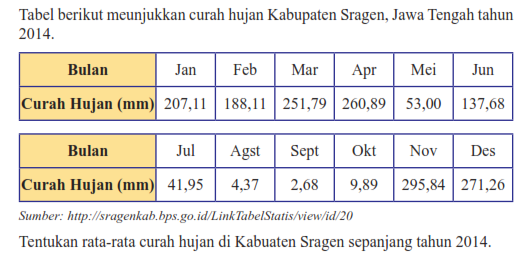 Tabel berikut meunjukkan curah hujan Kabupaten Sragen, Jawa Tengah tahun
2014.
Bulan Jan Feb Mar Apr Mei Jun
Curah Hujan (mm) 207,11 188,11 251,79 260,89 53,00 137,68
Bulan Jul Agst Sept Okt Nov Des
Curah Hujan (mm) 41,95 4,37 2,68 9,89 295,84 271,26
Sumber: http://sragenkab.bps.go.id/LinkTabelStatis/view/id/20
Tentukan rata-rata curah hujan di Kabuaten Sragen sepanjang tahun 2014.